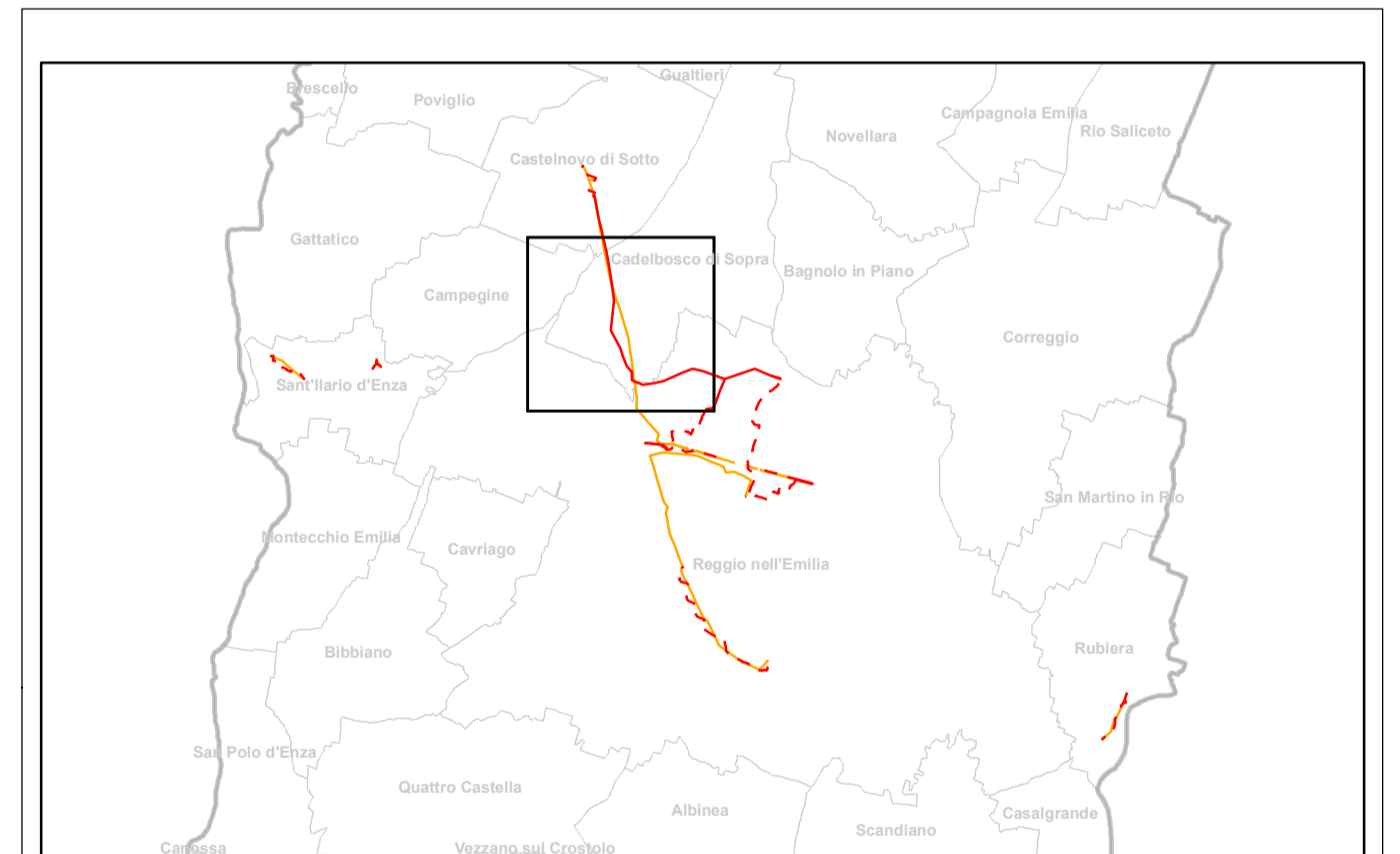 Gualtieri
Brescello
Poviglio
Campagnola Emilia
Rio Saliceto
Novellara
Castelnovo di Sotto
Gattatico
Cadelbosco di Sopra
Bagnolo in Piano
Campegine
Correggio
Sant'Ilario d'Enza
San Martino in Rio
Montecchio Emilia
Cavriago
Reggio nell'Emilia
Rubiera
Bibbiano
San Polo d'Enza
Quattro Castella
Albinea
Casalgrande
Scandiano
Canossa
Vezzano sul Crostolo